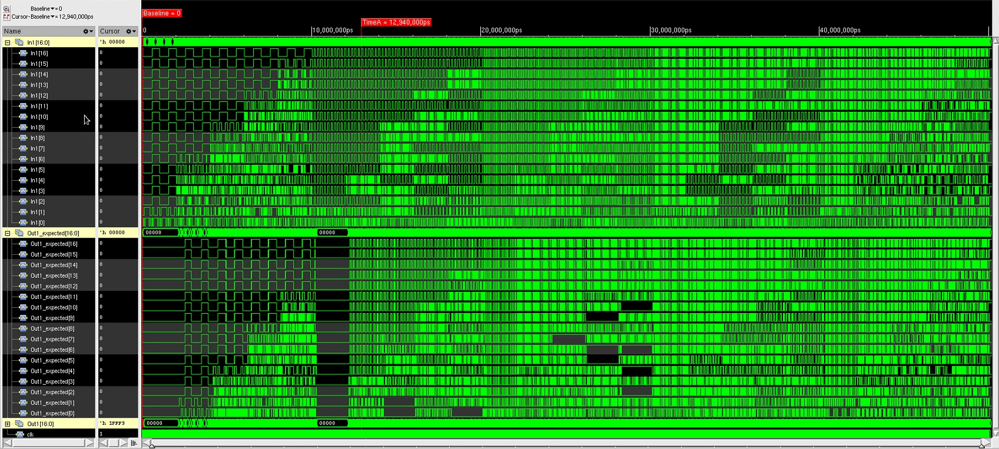 Baseline▼= 0
Cursor-Baseline▼= 12,940,000ps
Baseline = 0
TimeA = 12,940,000ps
Name Cursor 0 10,000,000ps 20,000,000ps 30,000,000ps 40,000,000ps
In1[16:0] 'h 00000
In1[16] 0
In1[15] 0
In1[14] 0
In1[13] 0
In1[12] 0
In1[11] 0
In1[10] 0
In1[9] 0
In1[8] 0
In1[7] 0
In1[6] 0
In1[5] 0
In1[4] 0
In1[3] 0
In1[2] 0
In1[1] 0
In1[0] 0
Out1_expected[16:0] 'h 00000 00000 00000
Out1_expected[16] 0
Out1_expected[15] 0
Out1_expected[14] 0
Out1_expected[13] 0
Out1_expected[12] 0
Out1_expected[11] 0
Out1_expected[10] 0
Out1_expected[9] 0
Out1_expected[8] 0
Out1_expected[7] 0
Out1_expected[6] 0
Out1_expected[5] 0
Out1_expected[4] 0
Out1_expected[3] 0
Out1_expected[2] 0
Out1_expected[1] 0
Out1_expected[0] 0
Out1[16:0] 'h 1FFF9 00000 00000
clk 1